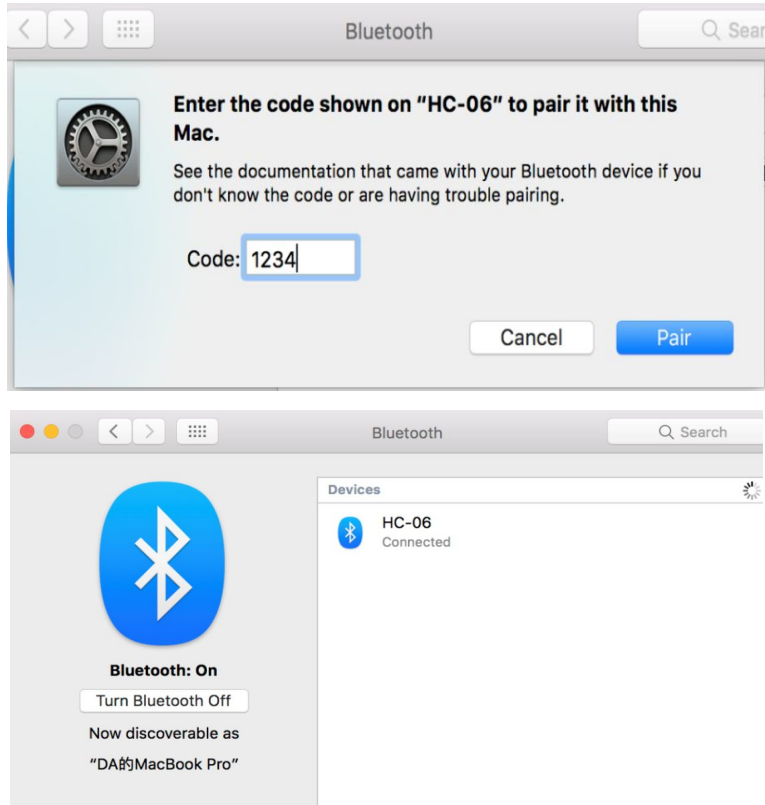 Bluetooth
Sear
Enter the code shown on “HC-06” to pair it with this
Mac.
See the documentation that came with your Bluetooth device if you
don't know the code or are having trouble pairing.
Code: 1234
Cancel
Pair
Bluetooth
Search
Devices
HC-06
Connected
Bluetooth: On
Turn Bluetooth Off
Now discoverable as
“DA的MacBook Pro”